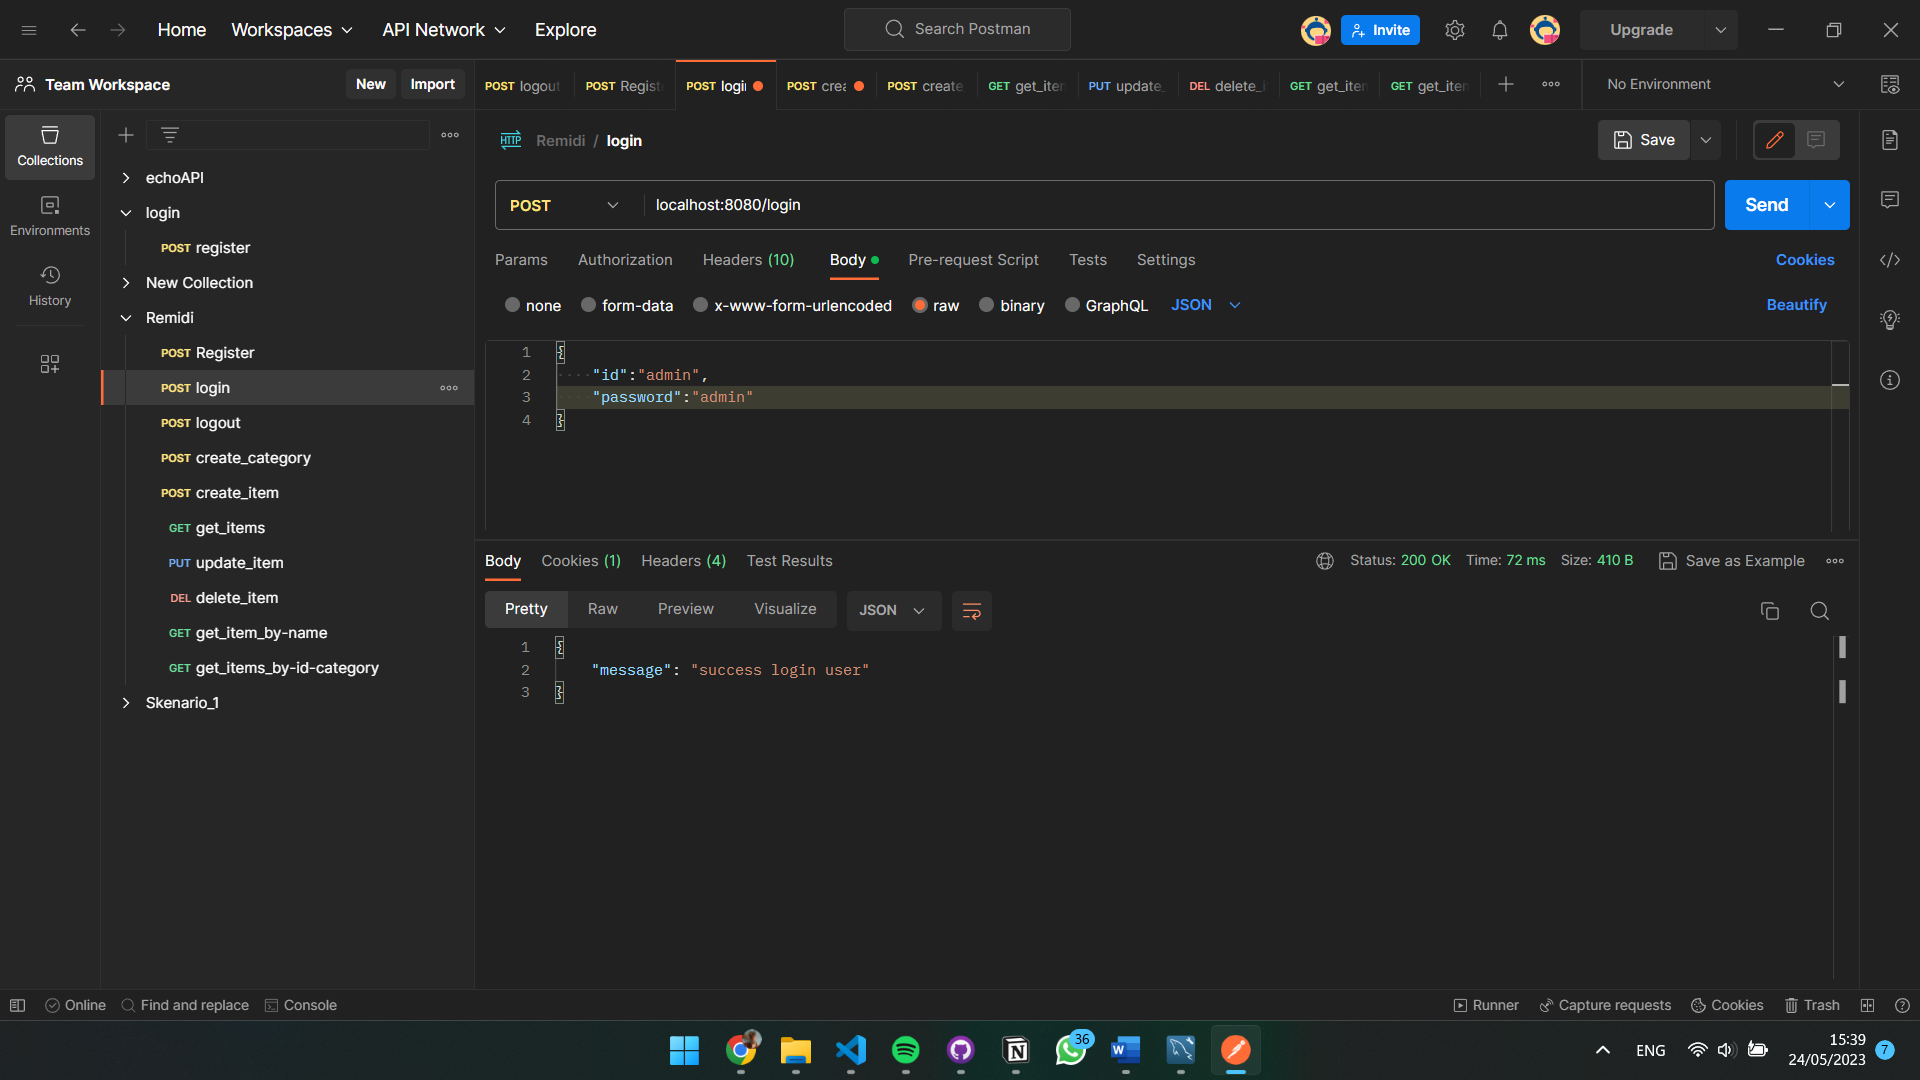 Home Workspaces API Network Explore Search Postman Invite Upgrade
Team Workspace New Import
POST logout POST Regist POST logi POST crea POST create GET get_iten PUT update_ DEL delete_ GET get_iten GET get_iten No Environment
Collections
Environments
History
echoAPI
login
POST register
New Collection
Remidi
POST Register
POST login
POST logout
POST create_category
POST create_item
GET get_items
PUT update_item
DEL delete_item
GET get_item_by-name
GET get_items_by-id-category
Skenario_1
HTTP Remidi / login Save
POST localhost:8080/login Send
Params Authorization Headers (10) Body Pre-request Script Tests Settings Cookies
none form-data x-www-form-urlencoded raw binary GraphQL JSON Beautify
1 {
2 "id":"admin",
3 "password":"admin"
4 }
Body Cookies (1) Headers (4) Test Results Status: 200 OK Time: 72 ms Size: 410 B Save as Example
Pretty Raw Preview Visualize JSON
1 {
2 "message": "success login user"
3 }
Online Find and replace Console Runner Capture requests Cookies Trash
36 ENG 15:39
24/05/2023 7